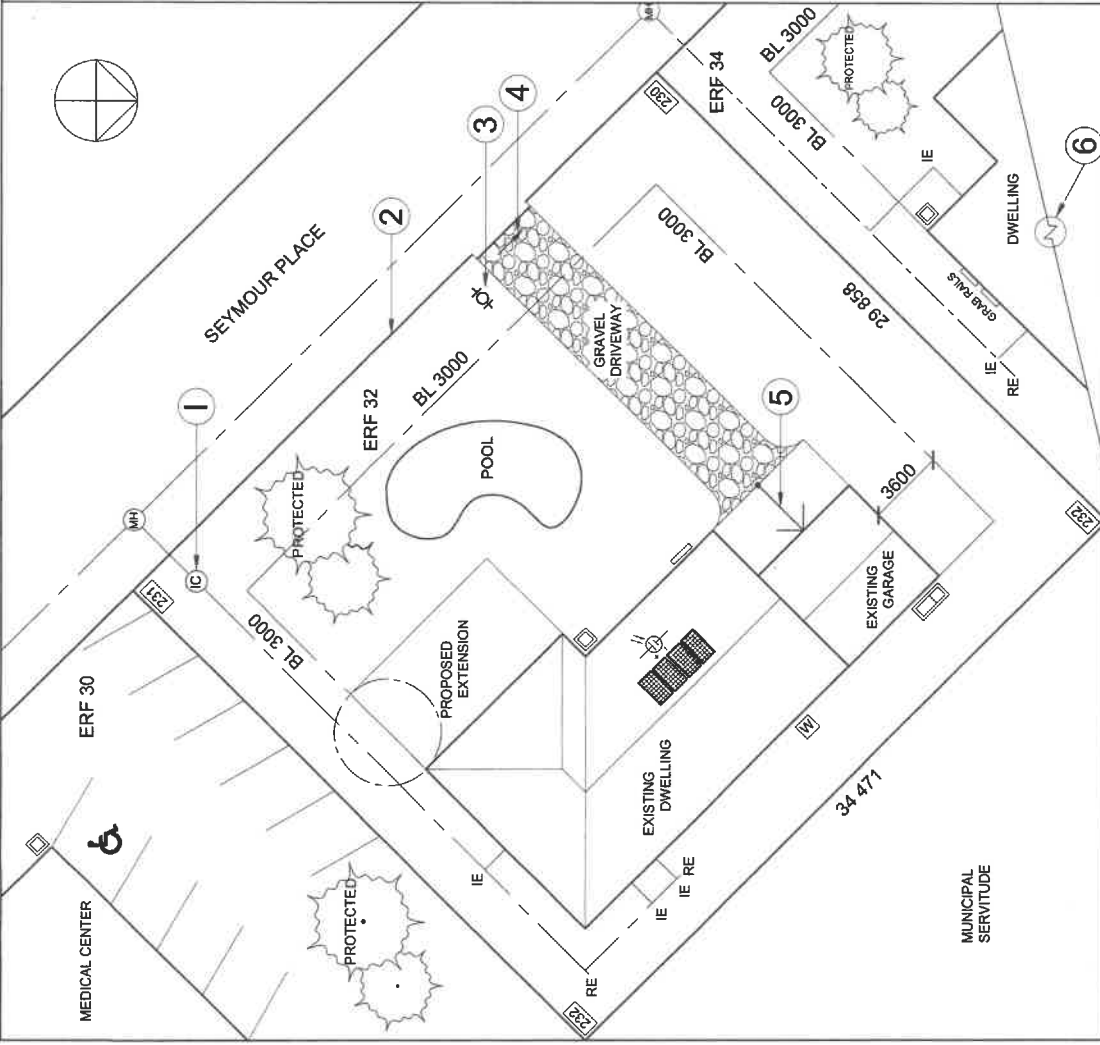 MH
230
ERF 34
BL 3000
PROTECTED
BL 3000
IE
DWELLING
6
GRAB RAILS
IE
RE
SEYMOUR PLACE
1
2
3
4
MH
IC
231
ERF 30
MEDICAL CENTER
PROTECTED
232
RE
ERF 32
BL 3000
PROTECTED
BL 3000
POOL
GRAVEL
DRIVEWAY
BL 3000
29 858
5
3600
PROPOSED
EXTENSION
EXISTING
GARAGE
EXISTING
DWELLING
W
IE
IE
RE
34 471
232
MUNICIPAL
SERVITUDE